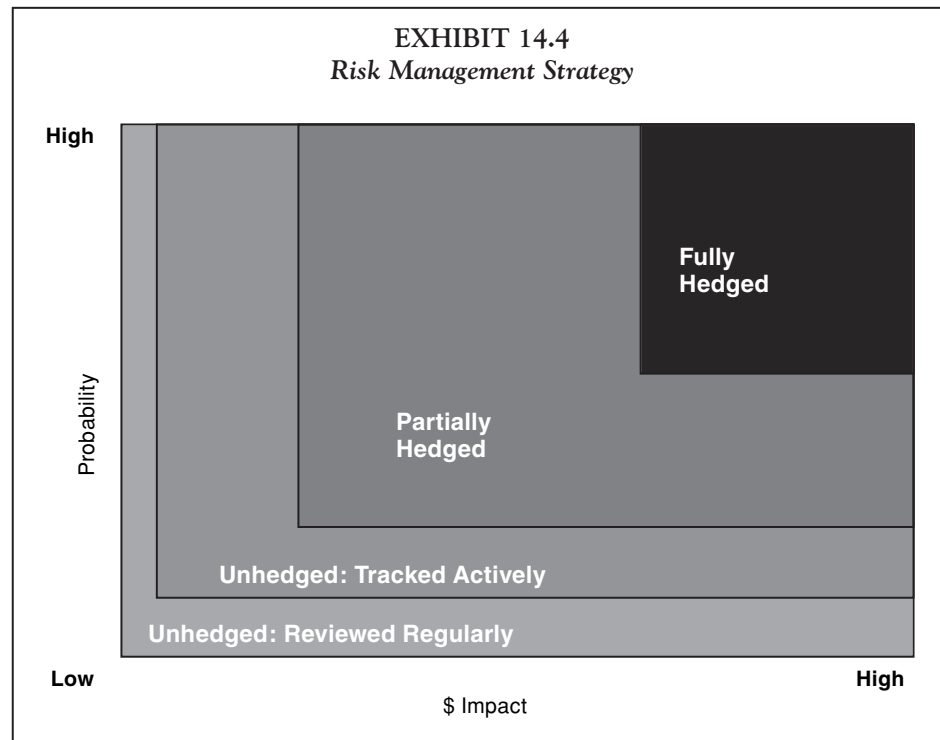 EXHIBIT 14.4
Risk Management Strategy
High
Fully
Hedged
Probability
Partially
Hedged
Unhedged: Tracked Actively
Unhedged: Reviewed Regularly
Low
High
$ Impact